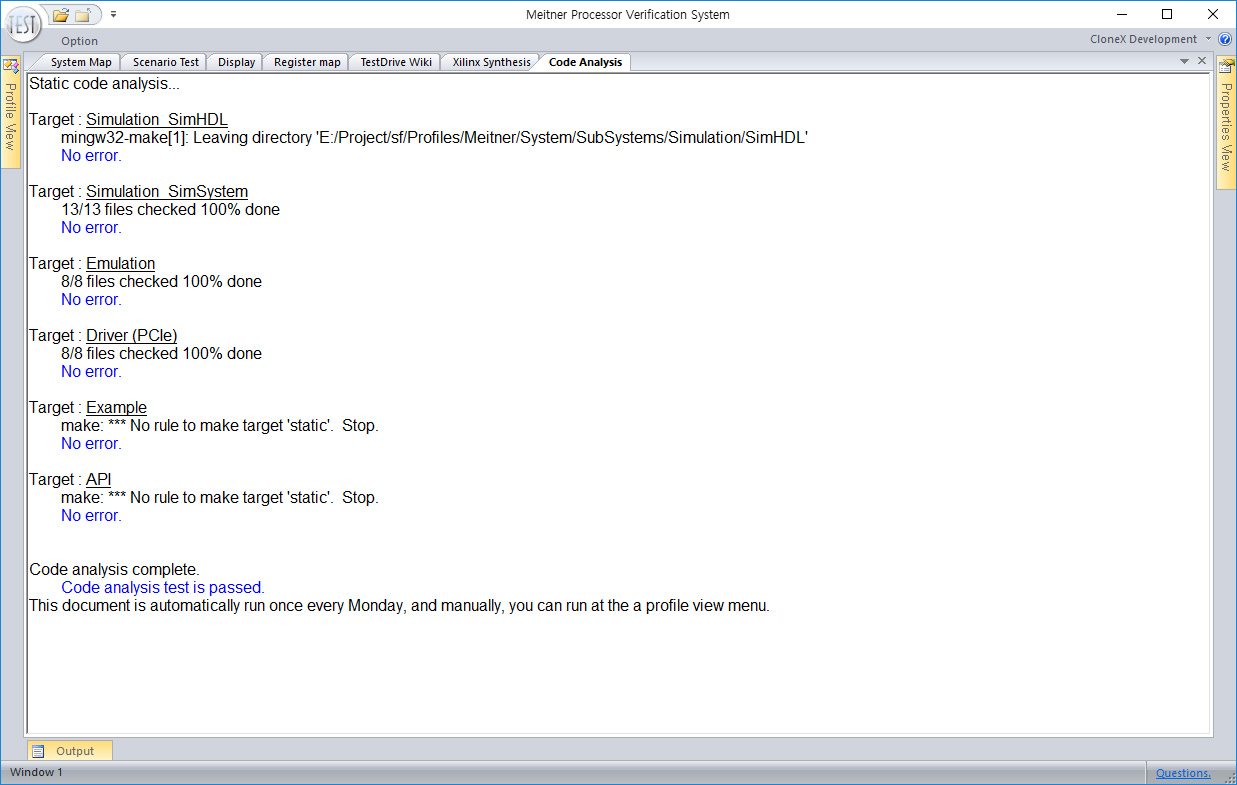 Meitner Processor Verification System
TEST
Option
CloneX Development
System Map
Scenario Test
Display
Register map
TestDrive Wiki
Xilinx Synthesis
Code Analysis
Profile View
Properties View
Static code analysis...
Target : Simulation_SimHDL
mingw32-make[1]: Leaving directory 'E:/Project/sf/Profiles/Meitner/System/SubSystems/Simulation/SimHDL'
No error.
Target : Simulation_SimSystem
13/13 files checked 100% done
No error.
Target : Emulation
8/8 files checked 100% done
No error.
Target : Driver (PCIe)
8/8 files checked 100% done
No error.
Target : Example
make: *** No rule to make target 'static'.  Stop.
No error.
Target : API
make: *** No rule to make target 'static'.  Stop.
No error.
Code analysis complete.
Code analysis test is passed.
This document is automatically run once every Monday, and manually, you can run at the a profile view menu.
Output
Window 1
Questions.